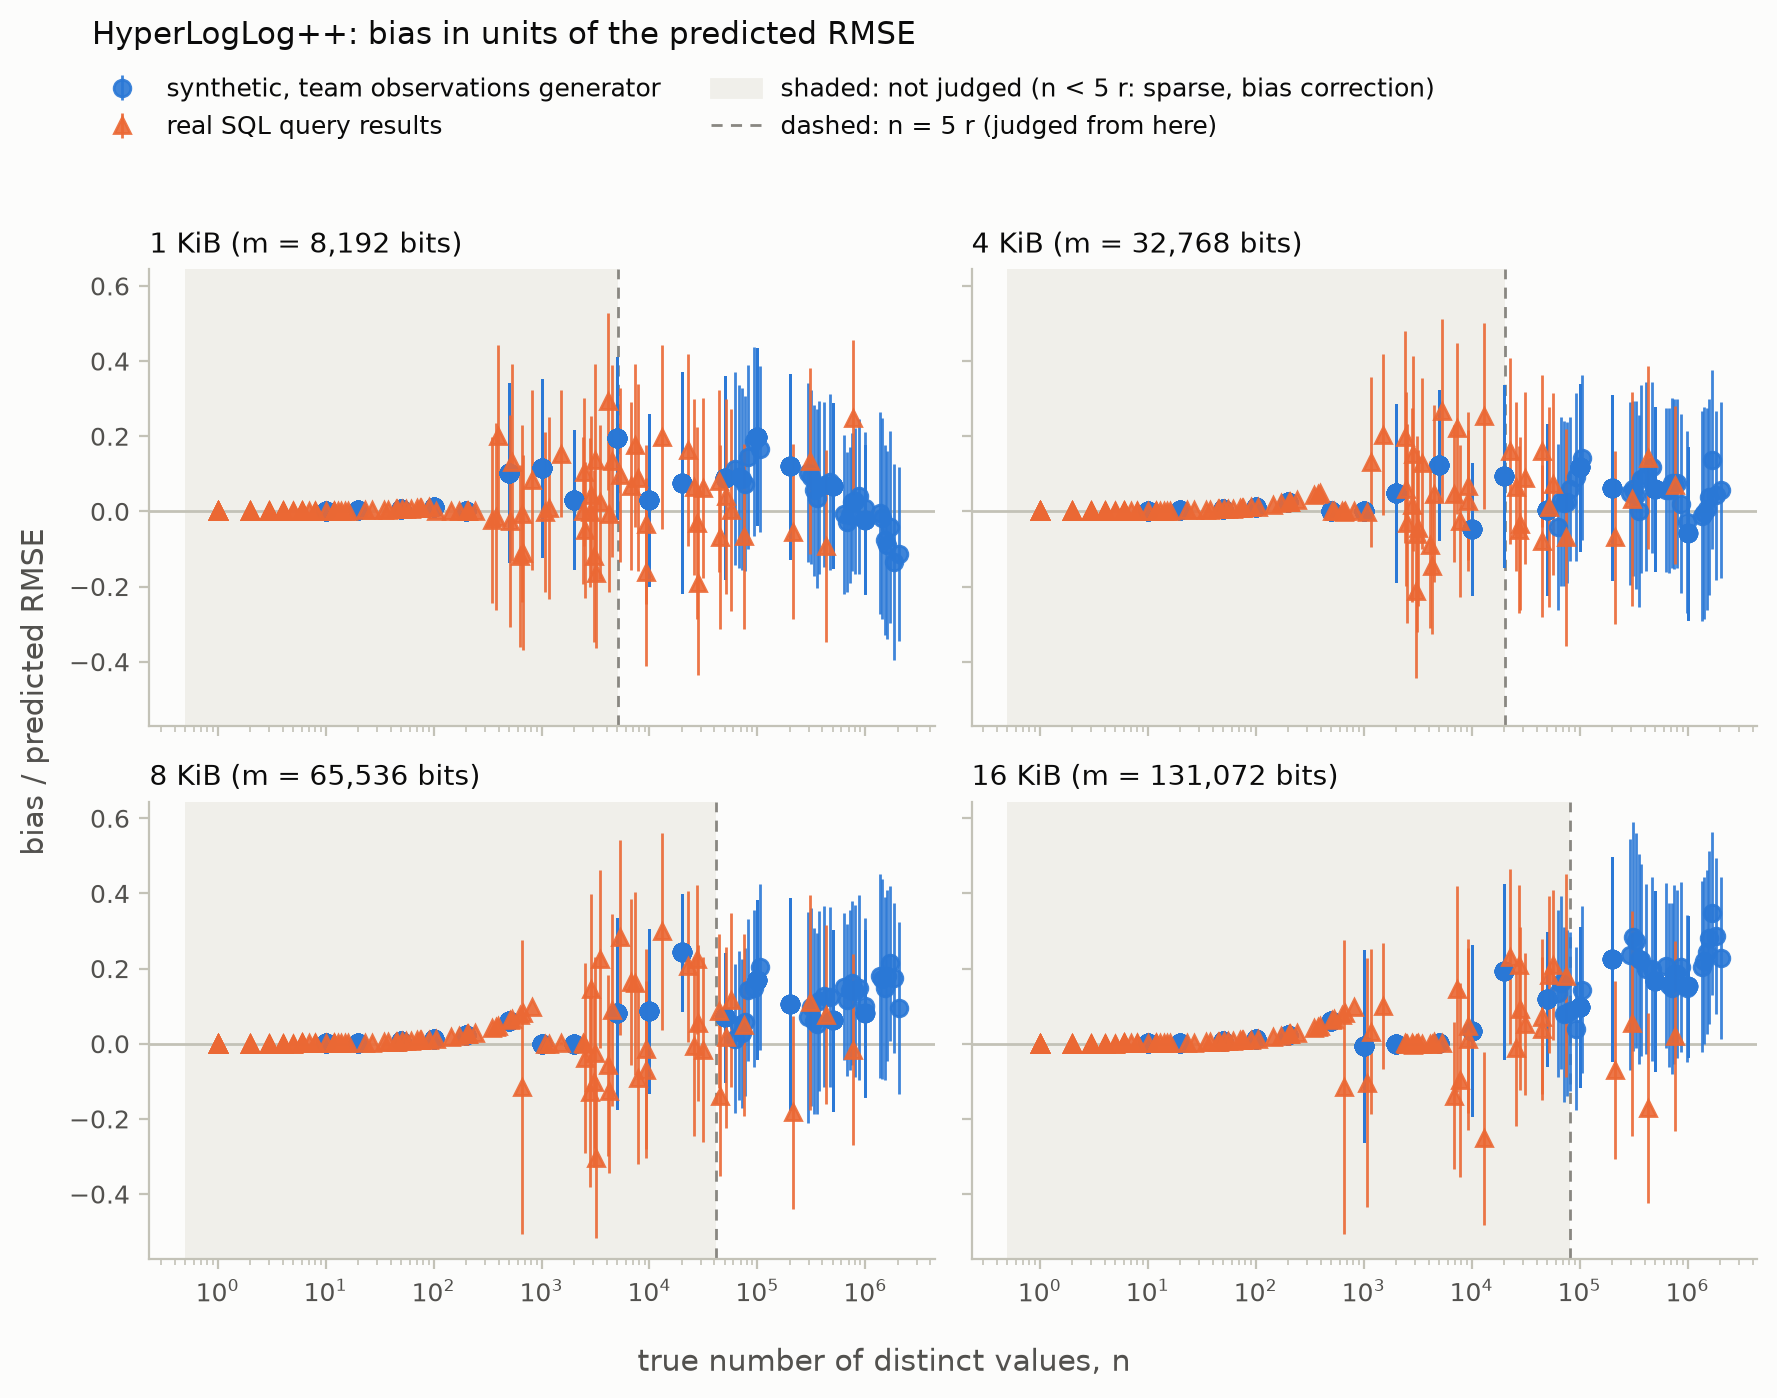 HyperLogLog++: bias in units of the predicted RMSE
synthetic, team observations generator
real SQL query results
shaded: not judged (n < 5 r: sparse, bias correction)
dashed: n = 5 r (judged from here)
1 KiB (m = 8,192 bits)
0.6
0.4
0.2
0.0
−0.2
−0.4
4 KiB (m = 32,768 bits)
8 KiB (m = 65,536 bits)
0.6
0.4
0.2
0.0
−0.2
−0.4
10⁰ 10¹ 10² 10³ 10⁴ 10⁵ 10⁶
16 KiB (m = 131,072 bits)
10⁰ 10¹ 10² 10³ 10⁴ 10⁵ 10⁶
bias / predicted RMSE
true number of distinct values, n